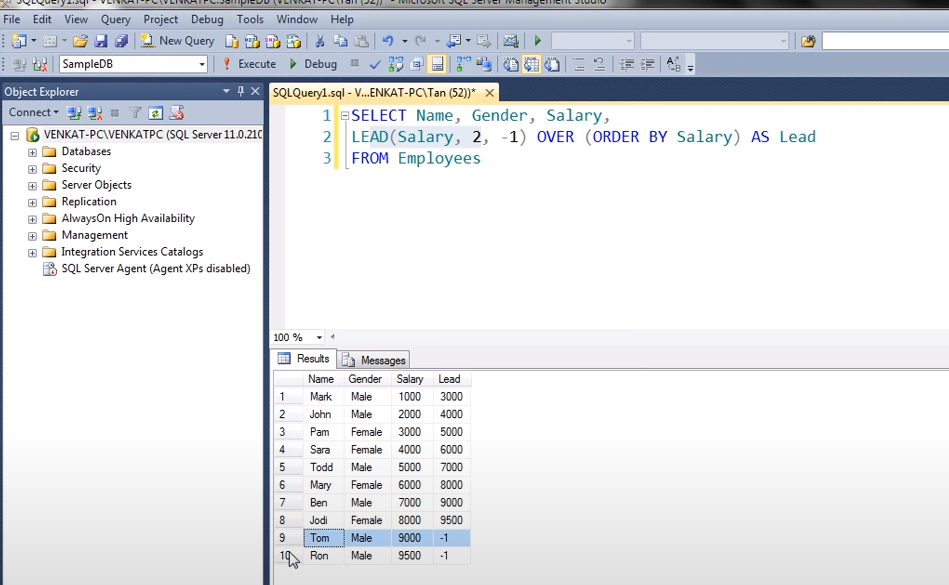 SQLQuery1.sql - VENKAT-PC\VENKATPC.SampleDB (VENKAT-PC\Tan (52))* - Microsoft SQL Server Management Studio
File Edit View Query Project Debug Tools Window Help
New Query
SampleDB Execute Debug
Object Explorer
SQLQuery1.sql - V...ENKAT-PC\Tan (52))*
Connect
VENKAT-PC\VENKATPC (SQL Server 11.0.210
Databases
Security
Server Objects
Replication
AlwaysOn High Availability
Management
Integration Services Catalogs
SQL Server Agent (Agent XPs disabled)
1 SELECT Name, Gender, Salary,
2 LEAD(Salary, 2, -1) OVER (ORDER BY Salary) AS Lead
3 FROM Employees
100 %
Results Messages
Name Gender Salary Lead
1 Mark Male 1000 3000
2 John Male 2000 4000
3 Pam Female 3000 5000
4 Sara Female 4000 6000
5 Todd Male 5000 7000
6 Mary Female 6000 8000
7 Ben Male 7000 9000
8 Jodi Female 8000 9500
9 Tom Male 9000 -1
10 Ron Male 9500 -1